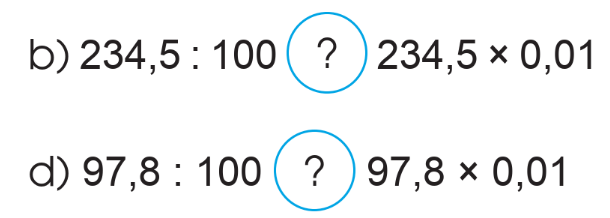 b) 234,5 : 100 ? 234,5 × 0,01
d) 97,8 : 100 ? 97,8 × 0,01